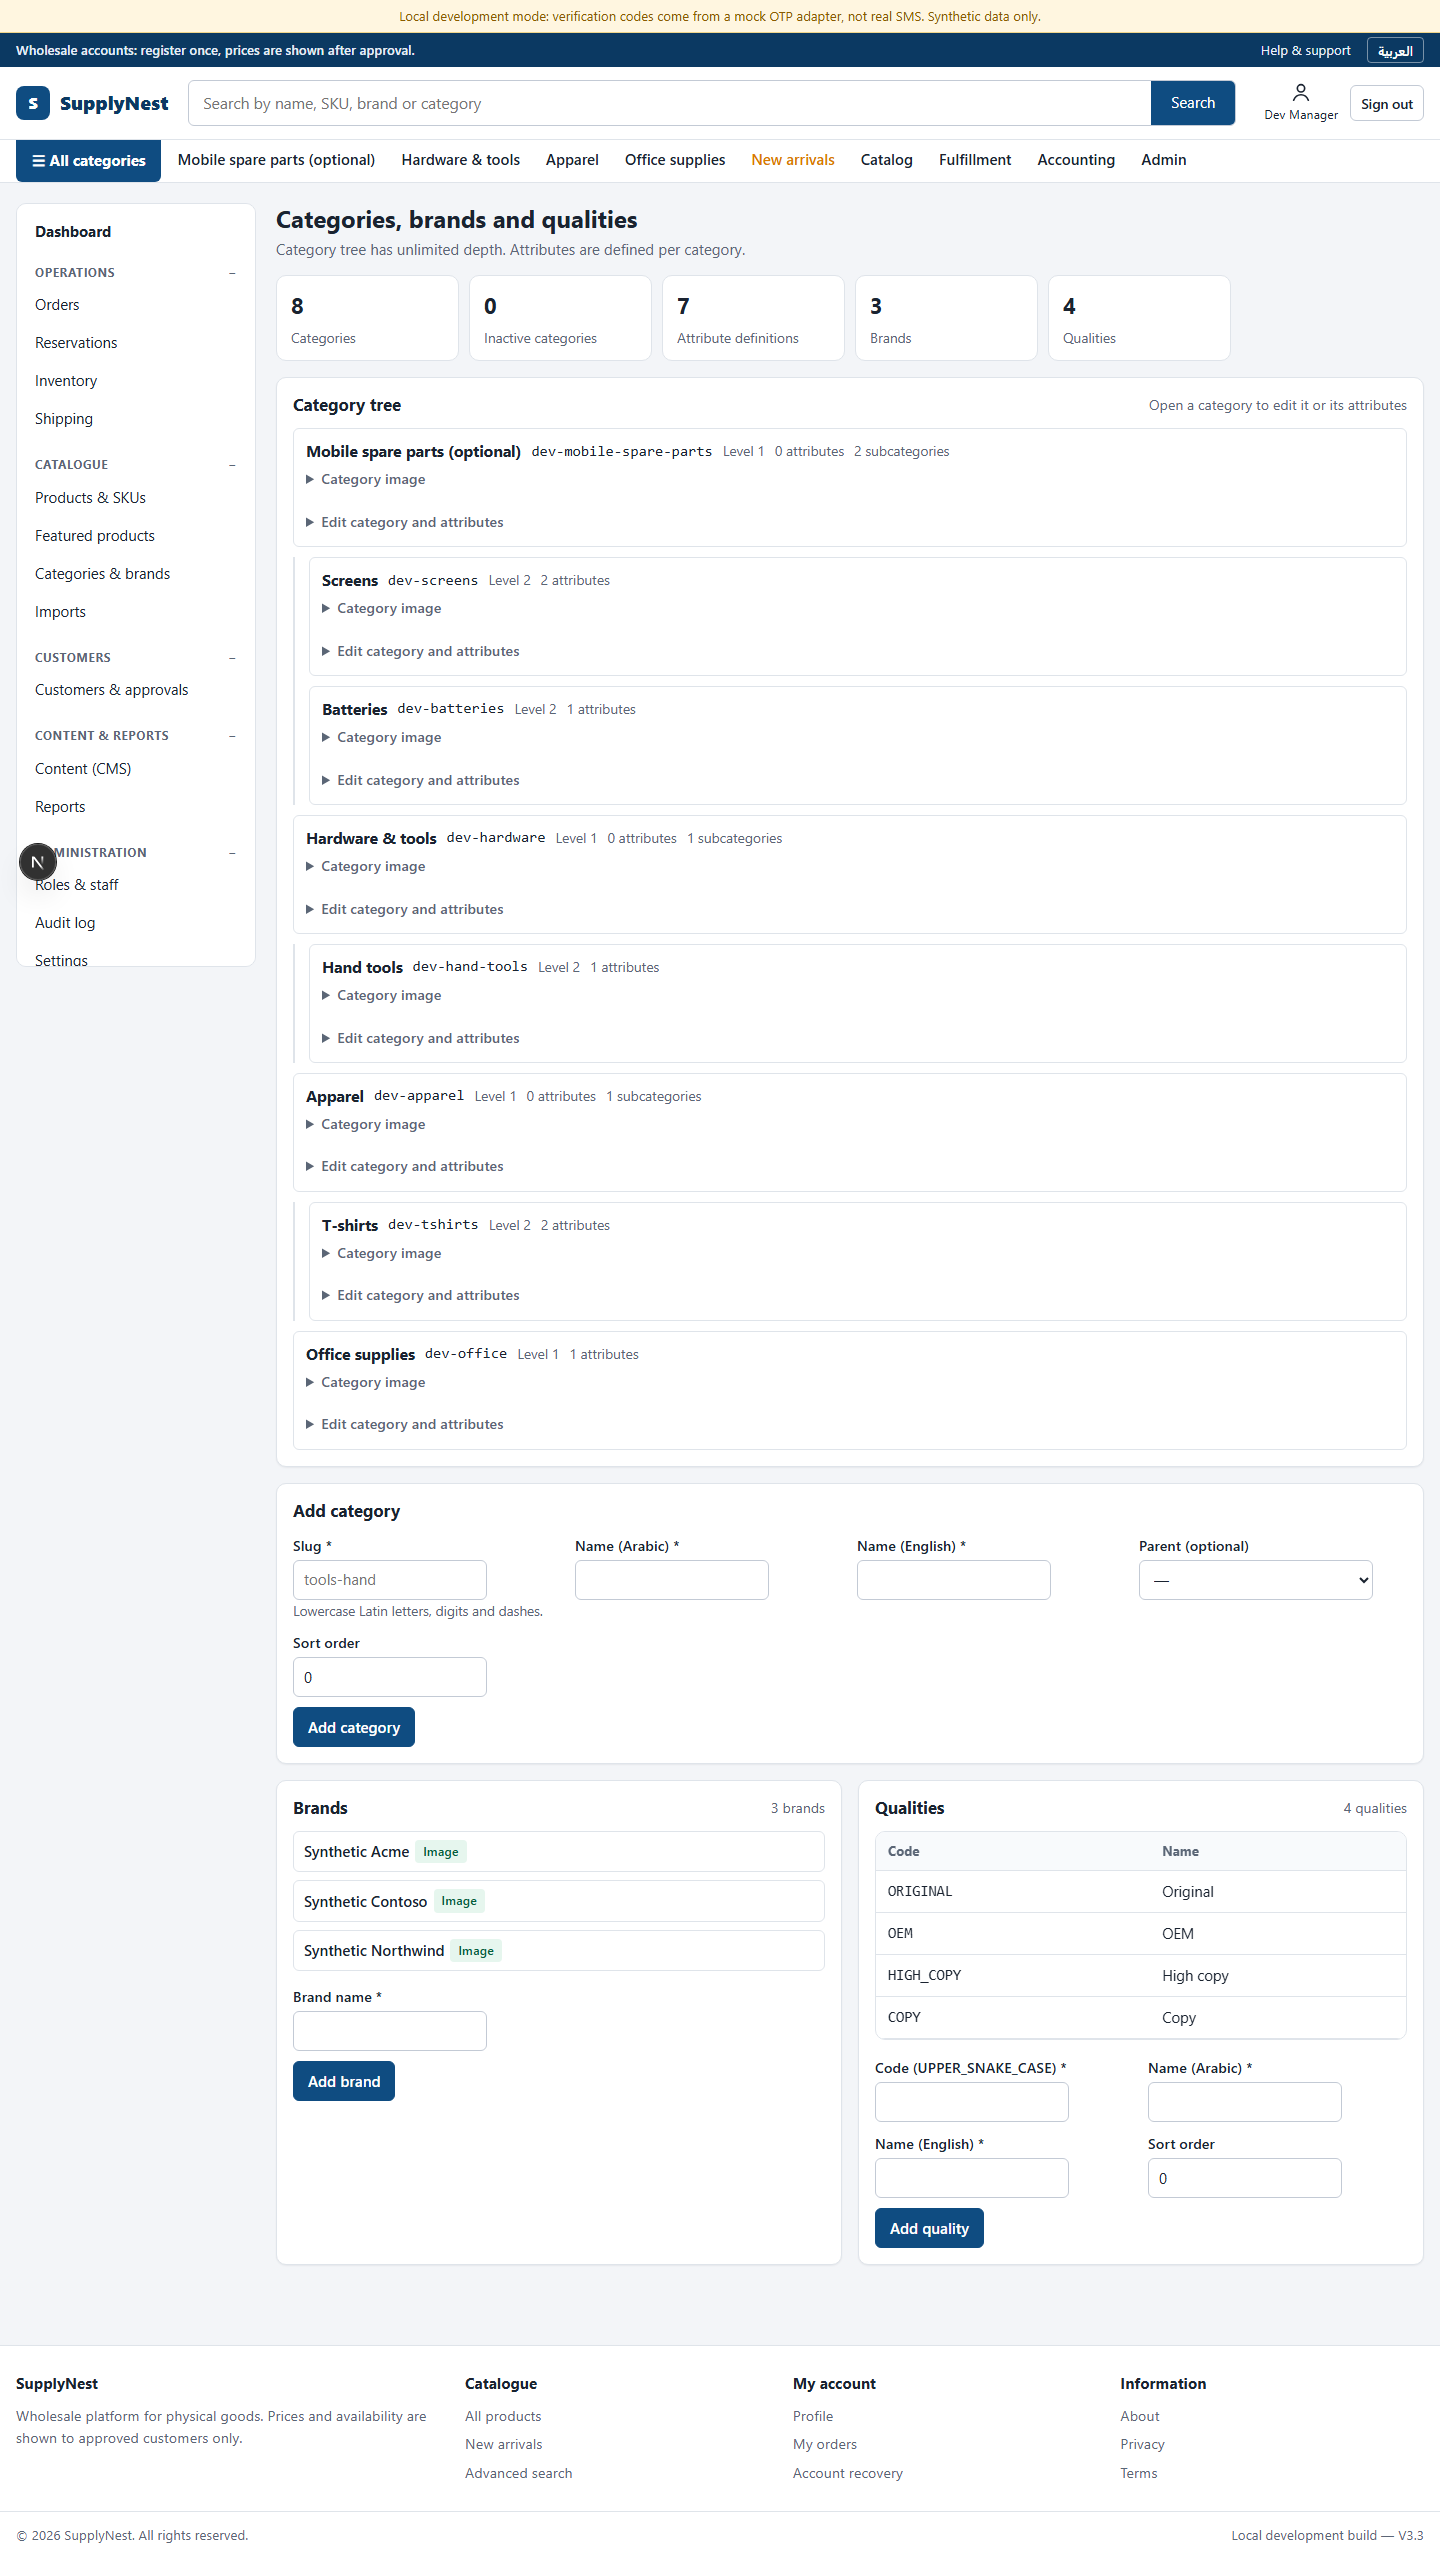 Local development mode: verification codes come from a mock OTP adapter, not real SMS. Synthetic data only.
Wholesale accounts: register once, prices are shown after approval.
Help & support
العربية
S
SupplyNest
Search by name, SKU, brand or category
Search
Dev Manager
Sign out
☰ All categories
Mobile spare parts (optional)
Hardware & tools
Apparel
Office supplies
New arrivals
Catalog
Fulfillment
Accounting
Admin
Dashboard
OPERATIONS –
Orders
Reservations
Inventory
Shipping
CATALOGUE –
Products & SKUs
Featured products
Categories & brands
Imports
CUSTOMERS –
Customers & approvals
CONTENT & REPORTS –
Content (CMS)
Reports
MINISTRATION –
N
Roles & staff
Audit log
Settings
Categories, brands and qualities
Category tree has unlimited depth. Attributes are defined per category.
8
Categories
0
Inactive categories
7
Attribute definitions
3
Brands
4
Qualities
Category tree
Open a category to edit it or its attributes
Mobile spare parts (optional) dev-mobile-spare-parts Level 1 0 attributes 2 subcategories
Category image
Edit category and attributes
Screens dev-screens Level 2 2 attributes
Category image
Edit category and attributes
Batteries dev-batteries Level 2 1 attributes
Category image
Edit category and attributes
Hardware & tools dev-hardware Level 1 0 attributes 1 subcategories
Category image
Edit category and attributes
Hand tools dev-hand-tools Level 2 1 attributes
Category image
Edit category and attributes
Apparel dev-apparel Level 1 0 attributes 1 subcategories
Category image
Edit category and attributes
T-shirts dev-tshirts Level 2 2 attributes
Category image
Edit category and attributes
Office supplies dev-office Level 1 1 attributes
Category image
Edit category and attributes
Add category
Slug *
tools-hand
Lowercase Latin letters, digits and dashes.
Name (Arabic) *
Name (English) *
Parent (optional)
—
Sort order
0
Add category
Brands
3 brands
Synthetic Acme Image
Synthetic Contoso Image
Synthetic Northwind Image
Brand name *
Add brand
Qualities
4 qualities
Code Name
ORIGINAL Original
OEM OEM
HIGH_COPY High copy
COPY Copy
Code (UPPER_SNAKE_CASE) *
Name (Arabic) *
Name (English) *
Sort order
0
Add quality
SupplyNest
Wholesale platform for physical goods. Prices and availability are
shown to approved customers only.
Catalogue
All products
New arrivals
Advanced search
My account
Profile
My orders
Account recovery
Information
About
Privacy
Terms
© 2026 SupplyNest. All rights reserved.
Local development build — V3.3